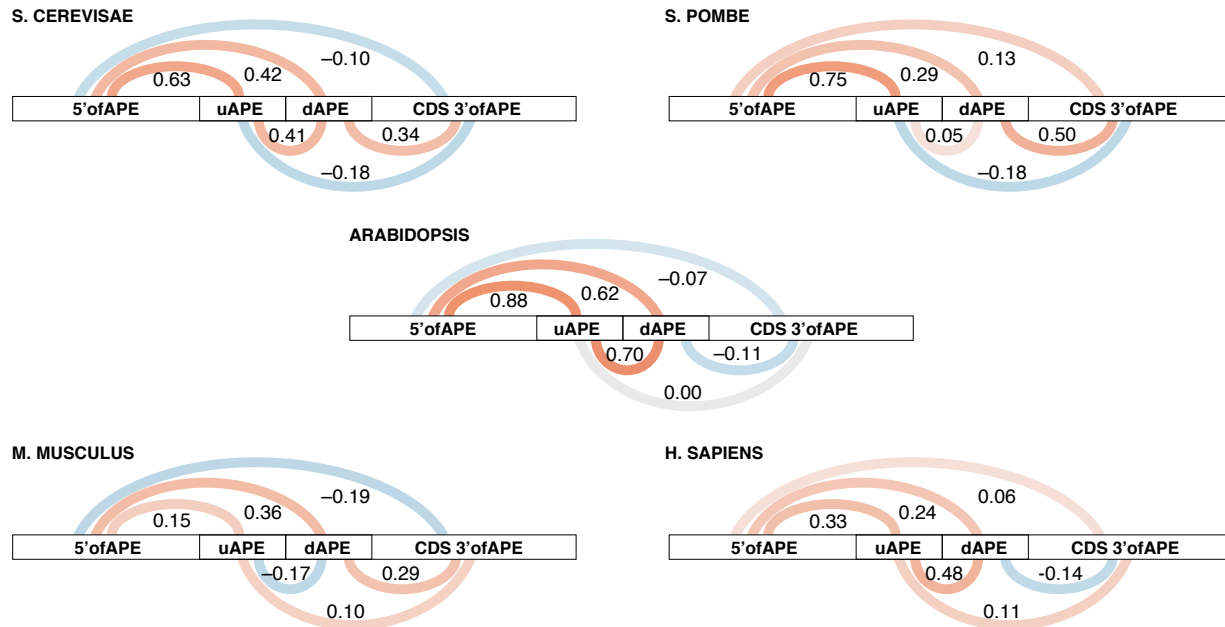 S. CEREVISAE
−0.10
0.42
0.63
5’ofAPE uAPE dAPE CDS 3’ofAPE
0.41 0.34
−0.18
S. POMBE
0.13
0.29
0.75
5’ofAPE uAPE dAPE CDS 3’ofAPE
0.05 0.50
−0.18
ARABIDOPSIS
−0.07
0.62
0.88
5’ofAPE uAPE dAPE CDS 3’ofAPE
0.70 −0.11
0.00
M. MUSCULUS
−0.19
0.36
0.15
5’ofAPE uAPE dAPE CDS 3’ofAPE
−0.17 0.29
0.10
H. SAPIENS
0.06
0.24
0.33
5’ofAPE uAPE dAPE CDS 3’ofAPE
0.48 -0.14
0.11